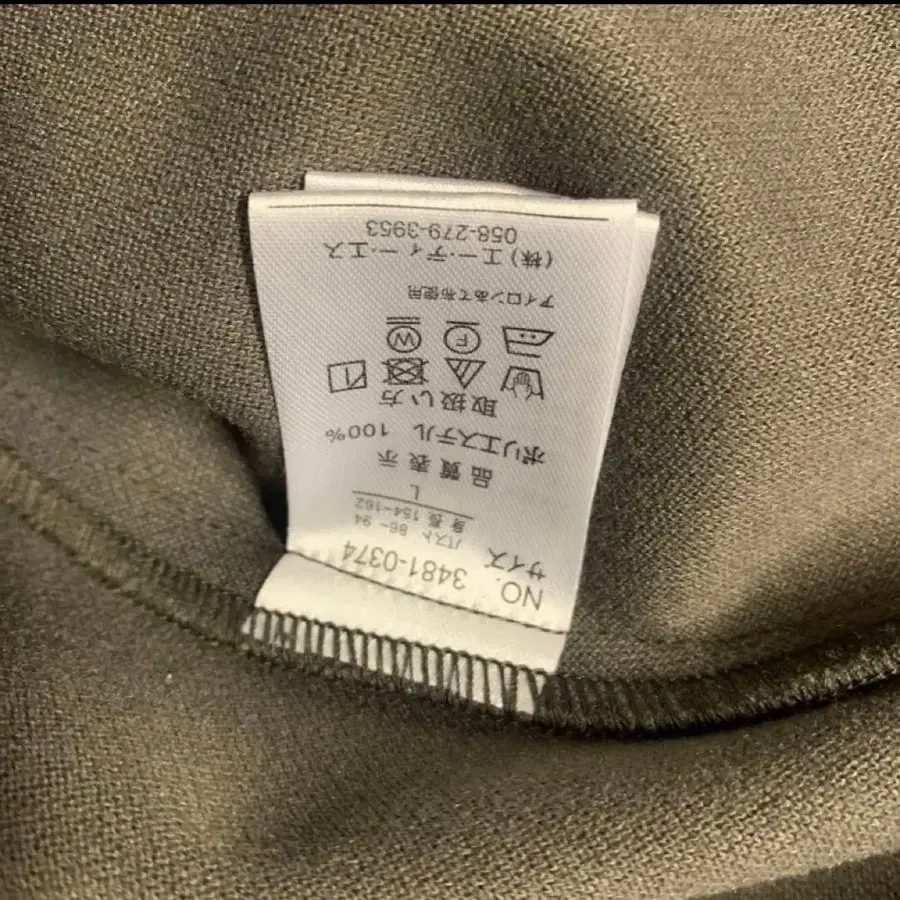 NO. 3481-0374
サイズ
バスト 86-94
身長 154-162
L
品質表示
ポリエステル 100%
取扱い方
アイロンあて布使用
(株)エー・ディー・エス
058-279-3953